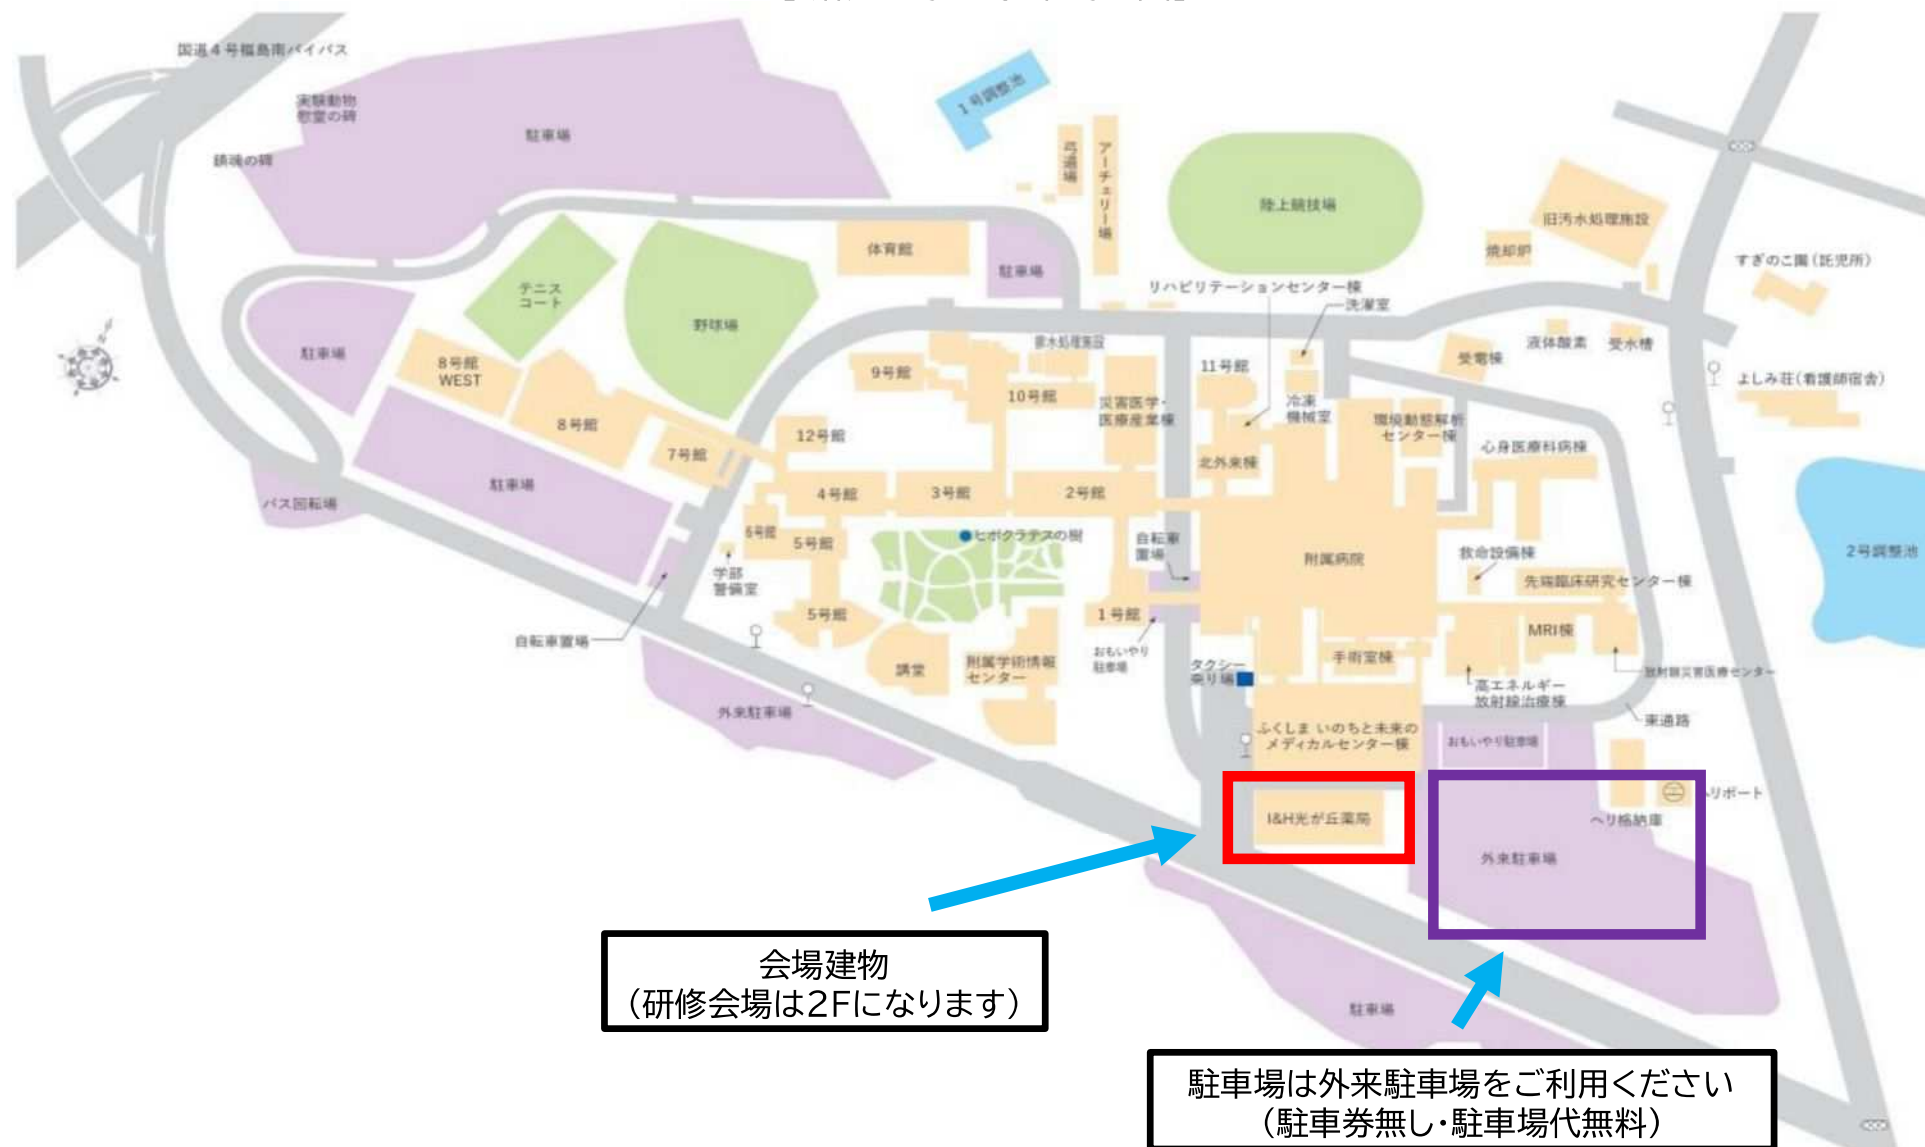 国道４号福島南バイパス
実験動物
慰霊の碑
鎮魂の碑
駐車場
1号調整池
弓道場
アーチェリー場
陸上競技場
旧汚水処理施設
焼却炉
すぎのこ園（託児所）
体育館
駐車場
リハビリテーションセンター棟
洗濯室
テニス
コート
野球場
駐車場
8号館
WEST
9号館
排水処理施設
10号館
災害医学・
医療産業棟
11号館
冷凍
機械室
環境動態解析
センター棟
受電棟
液体酸素
受水槽
よしみ荘（看護師宿舎）
8号館
7号館
12号館
北外来棟
心身医療科病棟
駐車場
バス回転場
4号館
3号館
2号館
6号館
5号館
ヒポクラテスの樹
自転車
置場
附属病院
救命設備棟
先端臨床研究センター棟
2号調整池
学部
警備室
5号館
1号館
MRI棟
自転車置場
講堂
附属学術情報
センター
おもいやり
駐車場
タクシー
乗り場
手術室棟
高エネルギー
放射線治療棟
放射線災害医療センター
東通路
外来駐車場
ふくしま いのちと未来の
メディカルセンター棟
おもいやり駐車場
ヘリポート
ヘリ格納庫
I&H光が丘薬局
外来駐車場
会場建物
（研修会場は2Fになります）
駐車場
駐車場は外来駐車場をご利用ください
（駐車券無し・駐車場代無料）